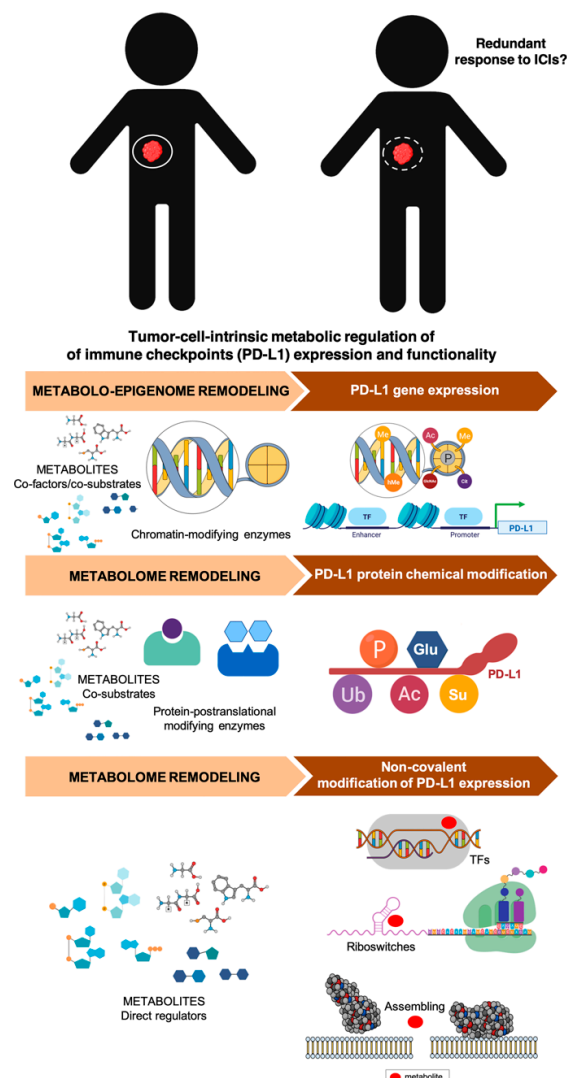 Redundant
response to ICIs?
Tumor-cell-intrinsic metabolic regulation of
of immune checkpoints (PD-L1) expression and functionality
METABOLO-EPIGENOME REMODELING
PD-L1 gene expression
METABOLITES
Co-factors/co-substrates
Chromatin-modifying enzymes
Me
Ac
Me
P
hMe
GlcNAc
Cit
TF
TF
Enhancer
Promoter
PD-L1
METABOLOME REMODELING
PD-L1 protein chemical modification
METABOLITES
Co-substrates
Protein-postranslational
modifying enzymes
P
Glu
PD-L1
Ub
Ac
Su
METABOLOME REMODELING
Non-covalent
modification of PD-L1 expression
METABOLITES
Direct regulators
TFs
Riboswitches
Assembling
metabolite